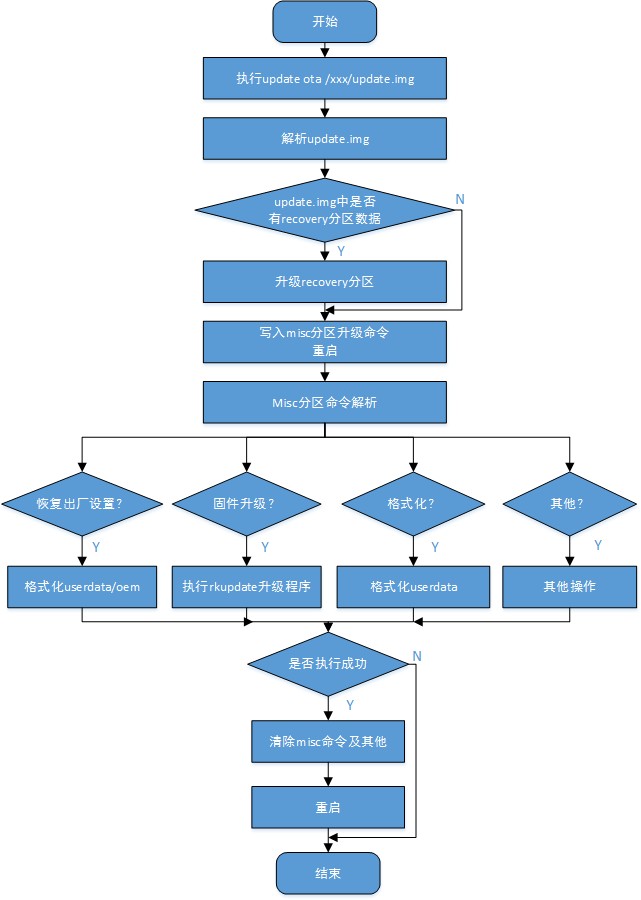 开始
执行update ota /xxx/update.img
解析update.img
update.img中是否
有recovery分区数据
N
Y
升级recovery分区
写入misc分区升级命令
重启
Misc分区命令解析
恢复出厂设置?
固件升级?
格式化?
其他?
Y
Y
Y
Y
格式化userdata/oem
执行rkupdate升级程序
格式化userdata
其他操作
是否执行成功
N
Y
清除misc命令及其他
重启
结束